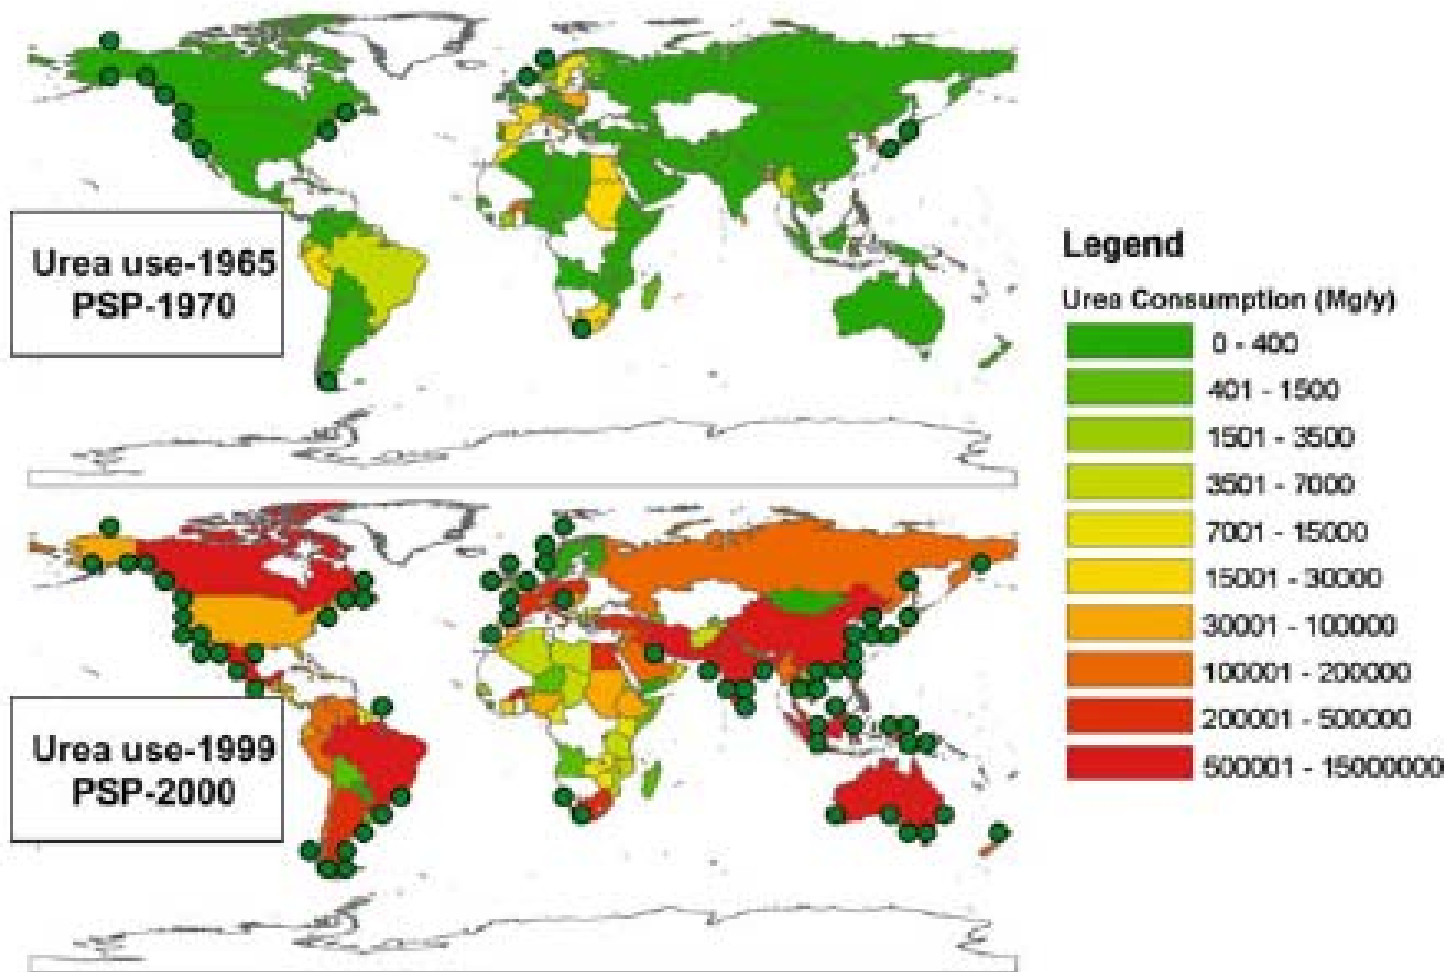 Urea use-1965
PSP-1970
Urea use-1999
PSP-2000
Legend
Urea Consumption (Mg/y)
0 - 400
401 - 1500
1501 - 3500
3501 - 7000
7001 - 15000
15001 - 30000
30001 - 100000
100001 - 200000
200001 - 500000
500001 - 15000000